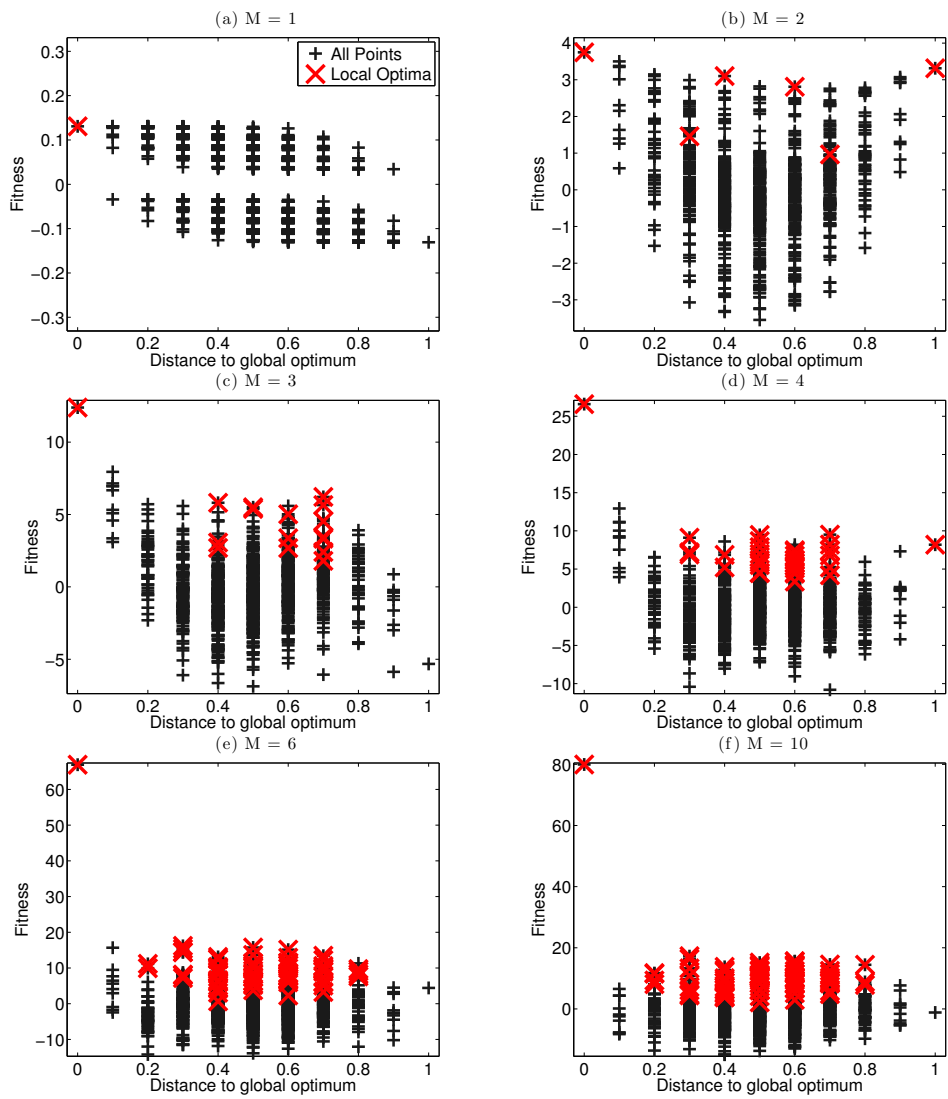 (a) M = 1
0.3
0.2
0.1
0
−0.1
−0.2
−0.3
Fitness
All Points
Local Optima
0 0.2 0.4 0.6 0.8 1
Distance to global optimum
(b) M = 2
4
3
2
1
0
−1
−2
−3
Fitness
0 0.2 0.4 0.6 0.8 1
Distance to global optimum
(c) M = 3
10
5
0
−5
Fitness
0 0.2 0.4 0.6 0.8 1
Distance to global optimum
(d) M = 4
25
20
15
10
5
0
−5
−10
Fitness
0 0.2 0.4 0.6 0.8 1
Distance to global optimum
(e) M = 6
60
50
40
30
20
10
0
−10
Fitness
0 0.2 0.4 0.6 0.8 1
Distance to global optimum
(f) M = 10
80
60
40
20
0
Fitness
0 0.2 0.4 0.6 0.8 1
Distance to global optimum